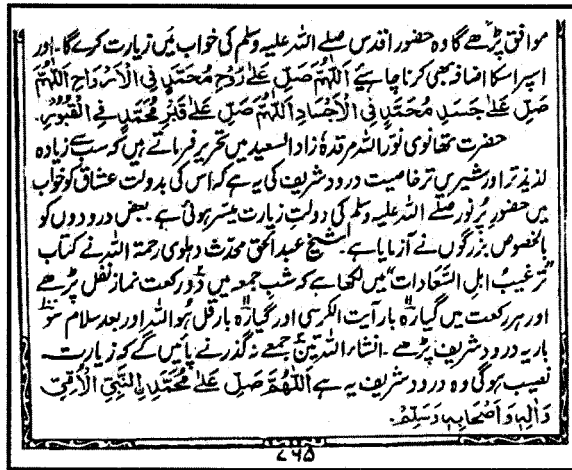 موافق پڑھے گا وہ حضور اقدس صلے اللہ علیہ وسلم کی خواب میں زیارت کرے گا۔ اور
اسپر اسکا اضافہ بھی کرنا چاہیئے اَللّٰهُمَّ صَلِّ عَلٰى رُوْحِ مُحَمَّدٍ فِى الْاَرْوَاحِ اَللّٰهُمَّ
صَلِّ عَلٰى جَسَدِ مُحَمَّدٍ فِى الْاَجْسَادِ اَللّٰهُمَّ صَلِّ عَلٰى قَبْرِ مُحَمَّدٍ فِى الْقُبُوْرِ۔
حضرت تھانوی نوّر اللہ مرقدہٗ زاد السعید میں تحریر فرماتے ہیں کہ سب سے زیادہ
لذیذ تر اور شیریں تر خاصیت درود شریف کی یہ ہے کہ اس کی بدولت عشاق کو خواب
میں حضورِ پُر نور صلے اللہ علیہ وسلم کی دولتِ زیارت میسر ہوئی ہے۔ بعض درودوں کو
بالخصوص بزرگوں نے آزمایا ہے۔ شیخ عبد الحق محدّث دہلوی رحمۃ اللہ نے کتاب
”ترغیبُ اہلِ السَّعادات“ میں لکھا ہے کہ شبِ جمعہ میں دو رکعت نماز نفل پڑھے
اور ہر رکعت میں گیارہ بار آیت الکرسی اور گیارہ بار قل ہُو اللہ اور بعد سلام سو
بار یہ درود شریف پڑھے۔ انشاء اللہ تین جمعے نہ گذرنے پائیں گے کہ زیارت
نصیب ہوگی وہ درود شریف یہ ہے اَللّٰهُمَّ صَلِّ عَلٰى مُحَمَّدِ ۨالنَّبِىِّ الْاُمِّىِّ
وَاٰلِهٖ وَاَصْحَابِهٖ وَسَلِّمْ۔
۷۶۵